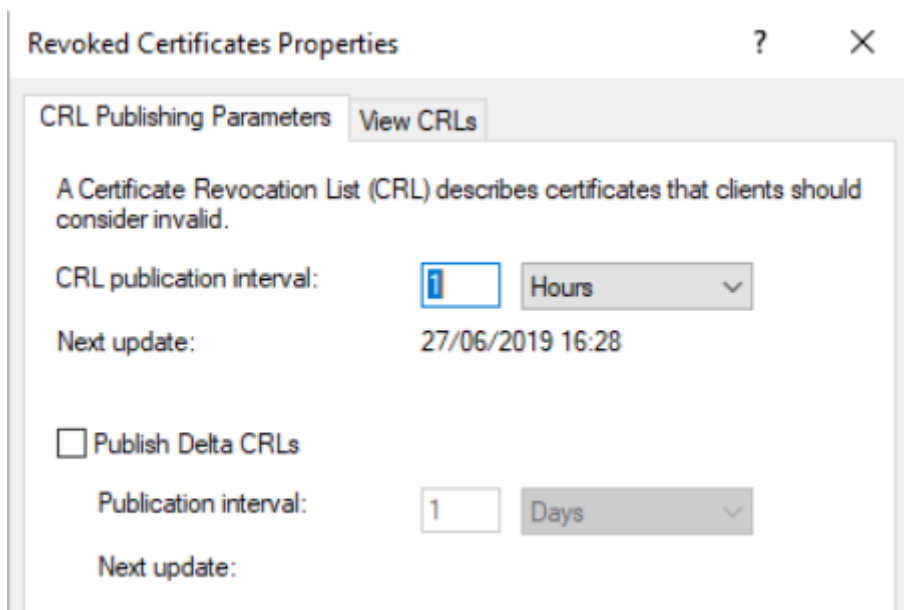 Revoked Certificates Properties ? ×
CRL Publishing Parameters View CRLs
A Certificate Revocation List (CRL) describes certificates that clients should
consider invalid.
CRL publication interval: 1 Hours
Next update: 27/06/2019 16:28
Publish Delta CRLs
Publication interval: 1 Days
Next update: